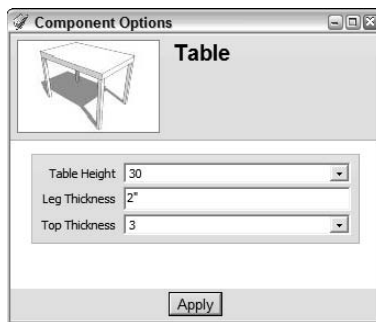 Component Options
Table
Table Height 30
Leg Thickness 2"
Top Thickness 3
Apply